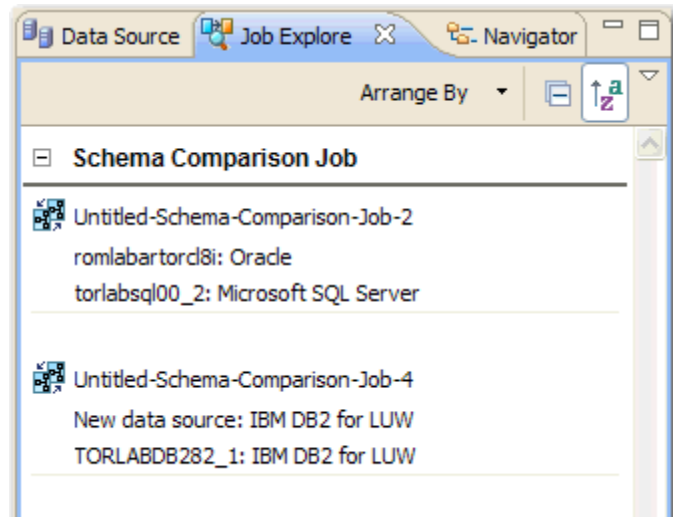 Data Source Job Explore Navigator
Arrange By
Schema Comparison Job
Untitled-Schema-Comparison-Job-2
romlabartorcl8i: Oracle
torlabsql00_2: Microsoft SQL Server
Untitled-Schema-Comparison-Job-4
New data source: IBM DB2 for LUW
TORLABDB282_1: IBM DB2 for LUW